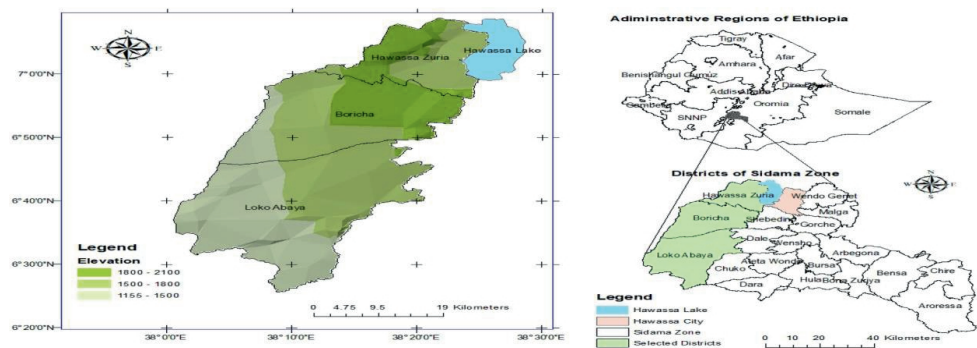 N
W E
S
Hawassa Zuria
Hawassa Lake
Boricha
Loko Abaya
7° 0'0"N
6° 50'0"N
6° 40'0"N
6° 30'0"N
6° 20'0"N
Legend
Elevation
1800 - 2100
1500 - 1800
1155 - 1500
0 4.75 9.5 19 Kilometers
38° 0'0"E 38° 10'0"E 38° 20'0"E 38° 30'0"E
Adiminstrative Regions of Ethiopia
Tigray
Afar
Amhara
Benishangul Gumuz
Addis Ababa
Oromia
Somale
SNNP
Districts of Sidama Zone
N
W E
S
Hawassa Zuria
Wendo Genet
Boricha
Shebedino
Malga
Gorche
Loko Abaya
Dale
Wensho
Arbegona
Aleta Wondo
Chuko
Bursa
Bensa
Chire
Dara
Hula
Bona Zuriya
Aroressa
Legend
Hawassa Lake
Hawassa City
Sidama Zone
Selected Districts
0 10 20 40 Kilometers